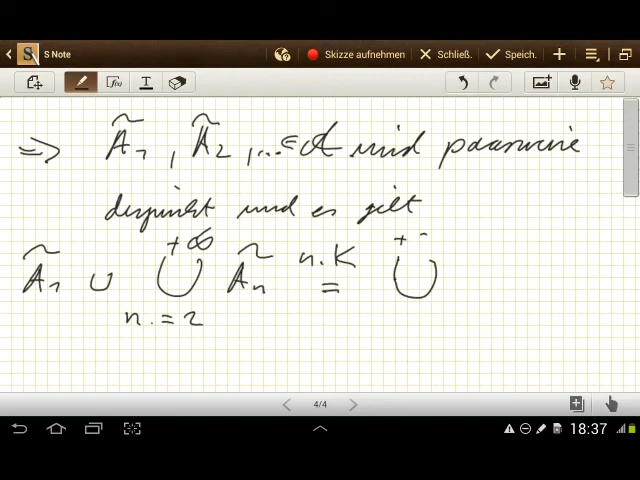 S Note
Skizze aufnehmen
Schließ.
Speich.
f(x)
T
=> Ã₁, Ã₂, ... ∈ 𝒜 und paarweise
disjunkt und es gilt
+∞ n.K +
Ã₁ ∪ ⋃ Ãₙ = ⋃
n.=2
4/4
18:37